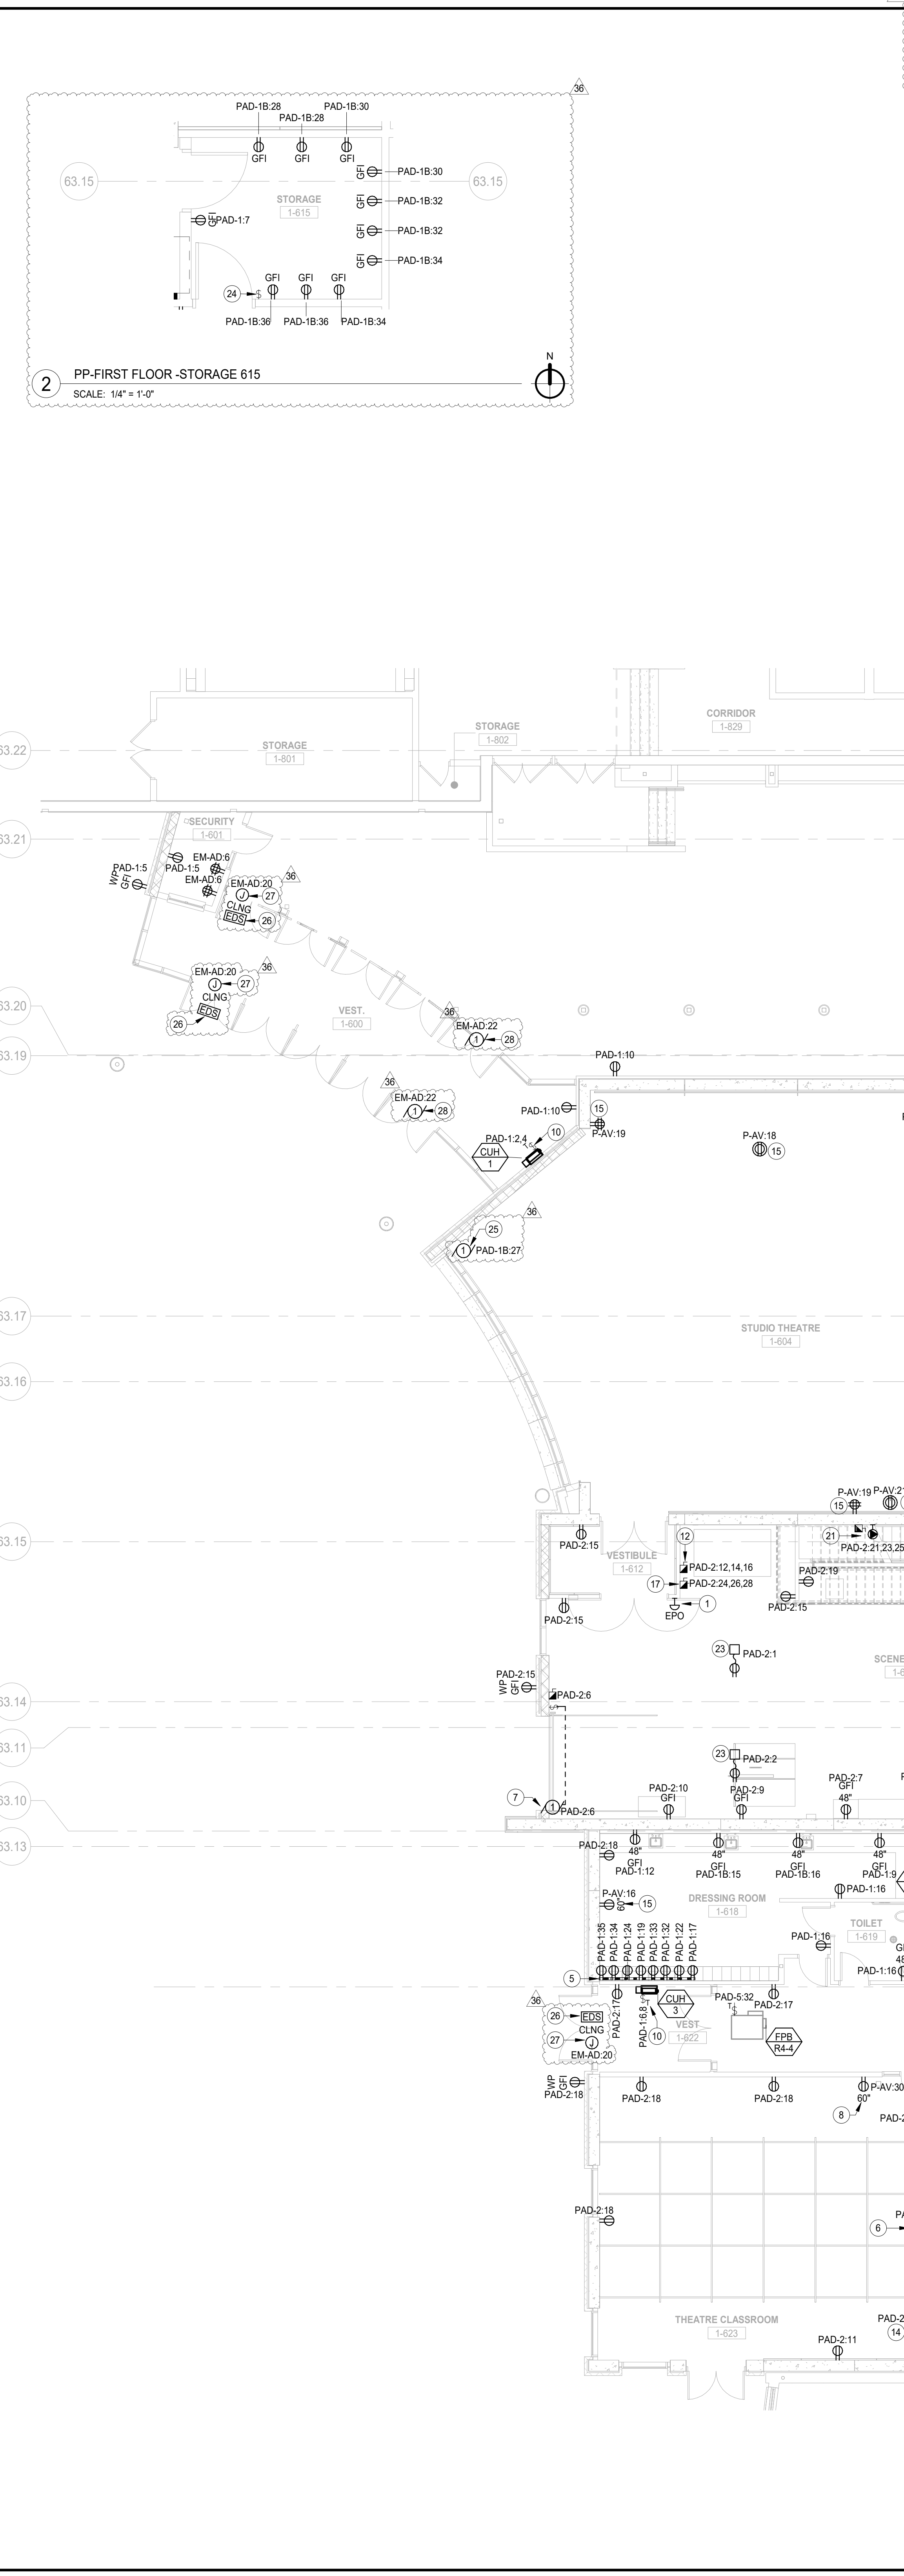 36
PAD-1B:28
PAD-1B:30
PAD-1B:28
GFI
GFI
GFI
63.15
63.15
GFI
PAD-1B:30
STORAGE
1-615
GFI
PAD-1B:32
GFI
PAD-1:7
GFI
PAD-1B:32
GFI
PAD-1B:34
GFI
GFI
GFI
24
$
PAD-1B:36
PAD-1B:36
PAD-1B:34
2
PP-FIRST FLOOR -STORAGE 615
SCALE: 1/4" = 1'-0"
N
CORRIDOR
1-829
STORAGE
1-802
STORAGE
1-801
63.22
SECURITY
1-601
63.21
EM-AD:6
PAD-1:5
PAD-1:5
WP
GFI
EM-AD:6
36
EM-AD:20
J
27
CLNG
EDS
26
36
EM-AD:20
J
27
CLNG
EDS
26
63.20
VEST.
1-600
36
EM-AD:22
1
28
63.19
PAD-1:10
36
EM-AD:22
1
28
PAD-1:10
15
P-AV:19
PAD-1:2,4
10
CUH
1
P-AV:18
15
36
25
1
PAD-1B:27
63.17
STUDIO THEATRE
1-604
63.16
P-AV:19
P-AV:21
15
63.15
PAD-2:15
VESTIBULE
1-612
12
21
PAD-2:21,23,25
PAD-2:12,14,16
PAD-2:19
17
PAD-2:24,26,28
PAD-2:15
1
EPO
PAD-2:15
23
PAD-2:1
SCENE
PAD-2:15
WP
GFI
PAD-2:6
63.14
63.11
23
PAD-2:2
PAD-2:7
GFI
48"
PAD-2:10
GFI
PAD-2:9
GFI
7
1
PAD-2:6
63.10
63.13
PAD-2:18
48"
GFI
PAD-1:12
48"
GFI
PAD-1B:15
48"
GFI
PAD-1B:16
48"
GFI
PAD-1:9
PAD-1:16
P-AV:16
60"
15
DRESSING ROOM
1-618
TOILET
1-619
PAD-1:35
PAD-1:34
PAD-1:24
PAD-1:19
PAD-1:33
PAD-1:32
PAD-1:22
PAD-1:17
PAD-1:16
PAD-1:16
5
36
26
EDS
CLNG
27
J
EM-AD:20
PAD-2:17
PAD-1:6,8
10
CUH
3
VEST.
1-622
PAD-5:32
PAD-2:17
FPB
R4-4
WP
GFI
PAD-2:18
PAD-2:18
PAD-2:18
P-AV:30
60"
8
PAD-2:18
6
THEATRE CLASSROOM
1-623
14
PAD-2:11